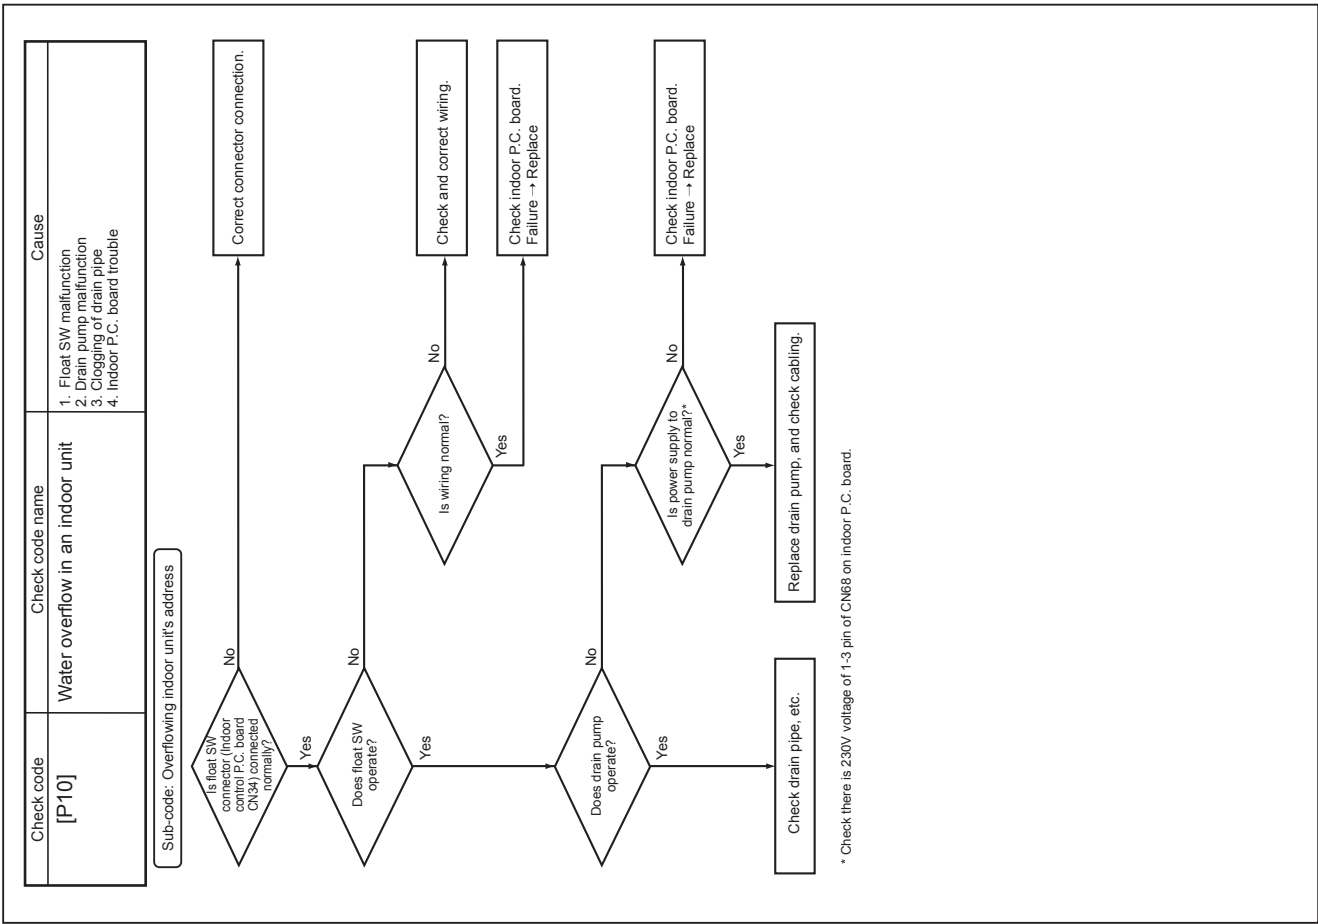 Check code
Check code name
Cause
[P10]
Water overflow in an indoor unit
1. Float SW malfunction
2. Drain pump malfunction
3. Clogging of drain pipe
4. Indoor P.C. board trouble
Sub-code: Overflowing indoor unit's address
Is float SW
connector (Indoor
control P.C. board
CN34) connected
normally?
No
Correct connector connection.
Yes
Does float SW
operate?
No
Is wiring normal?
No
Check and correct wiring.
Yes
Check indoor P.C. board.
Failure → Replace
Yes
Does drain pump
operate?
No
Is power supply to
drain pump normal?*
No
Check indoor P.C. board.
Failure → Replace
Yes
Replace drain pump, and check cabling.
Yes
Check drain pipe, etc.
* Check there is 230V voltage of 1-3 pin of CN68 on indoor P.C. board.